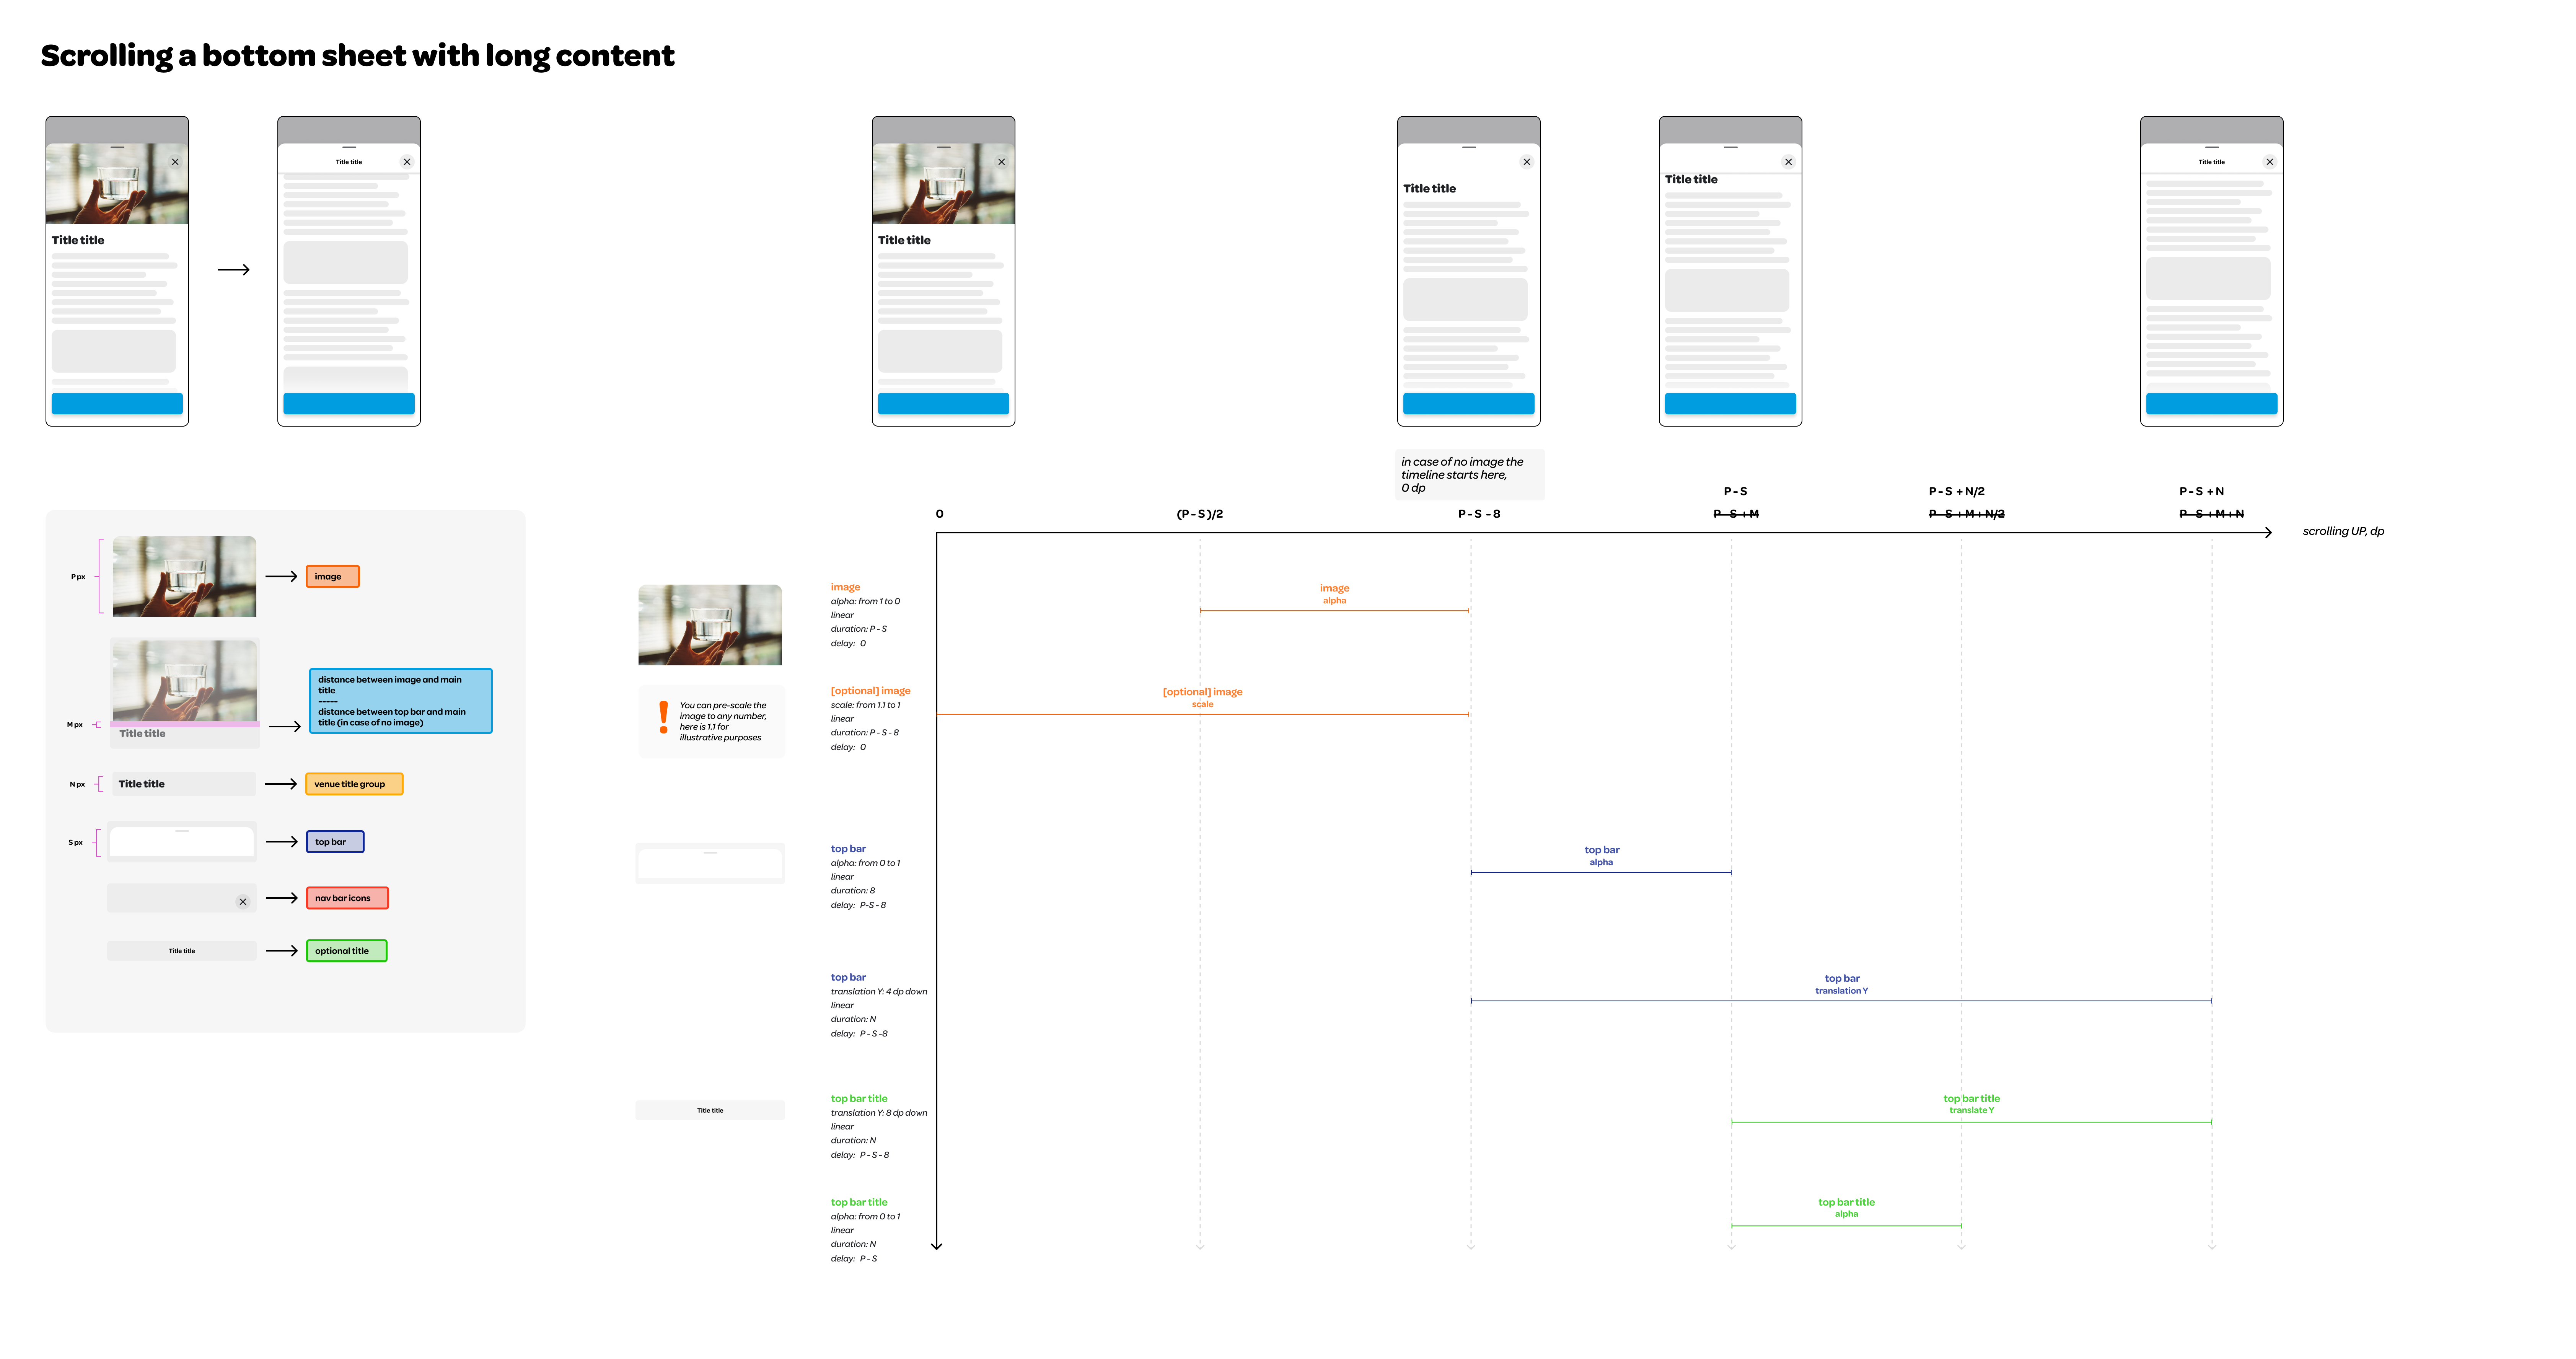 Scrolling a bottom sheet with long content
Title title
Title title
Title title
Title title
Title title
Title title
in case of no image the
timeline starts here,
0 dp
P - S
P - S + N/2
P - S + N
0
(P - S)/2
P - S - 8
P - S + M
P - S + M + N/2
P - S + M + N
scrolling UP, dp
P px
image
M px
Title title
distance between image and main
title
-----
distance between top bar and main
title (in case of no image)
N px
Title title
venue title group
S px
top bar
nav bar icons
Title title
optional title
image
alpha: from 1 to 0
linear
duration: P - S
delay: 0
image
alpha
!
You can pre-scale the
image to any number,
here is 1.1 for
illustrative purposes
[optional] image
scale: from 1.1 to 1
linear
duration: P - S - 8
delay: 0
[optional] image
scale
top bar
alpha: from 0 to 1
linear
duration: 8
delay: P-S - 8
top bar
alpha
top bar
translation Y: 4 dp down
linear
duration: N
delay: P - S -8
top bar
translation Y
Title title
top bar title
translation Y: 8 dp down
linear
duration: N
delay: P - S - 8
top bar title
translate Y
top bar title
alpha: from 0 to 1
linear
duration: N
delay: P - S
top bar title
alpha